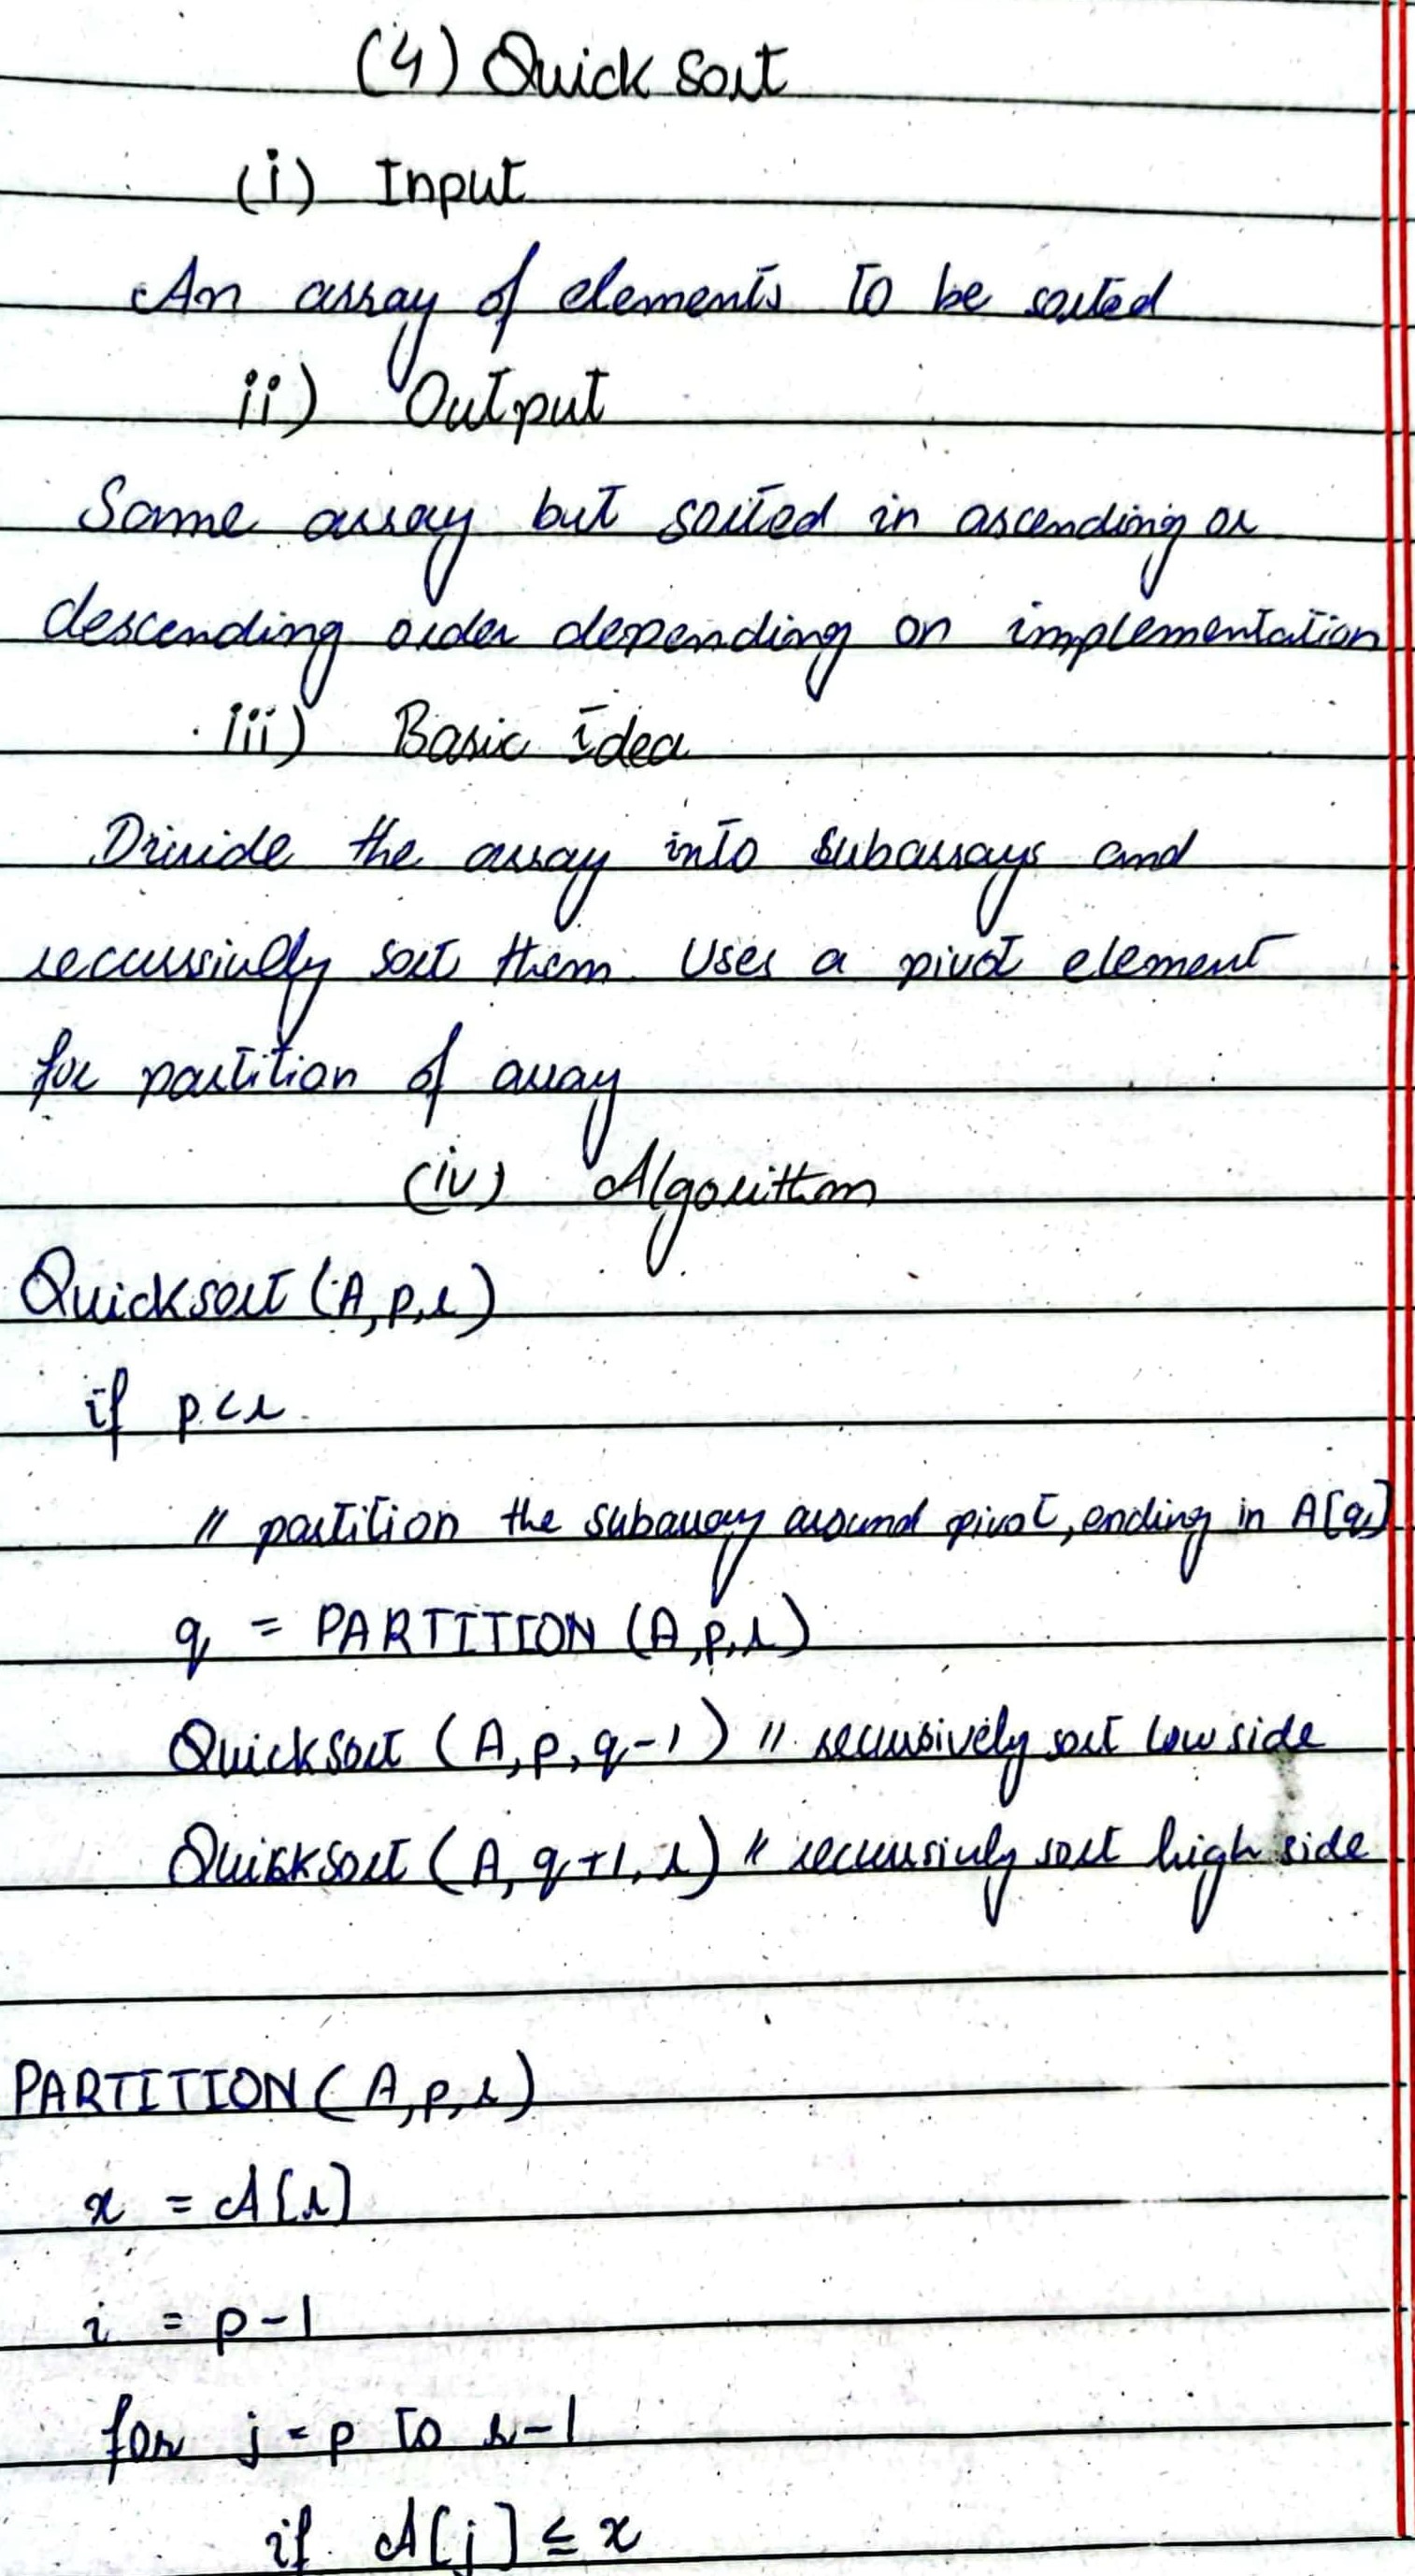 (4) Quick Sort
(i) Input
An array of elements to be sorted
ii) Output
Same array but sorted in ascending or
descending order depending on implementation
iii) Basic idea
Divide the array into subarrays and
recursively sort them. Uses a pivot element
for partition of array
(iv) Algorithm
Quicksort (A,p,r)
if p<r
// partition the subarray around pivot, ending in A[q]
q = PARTITION (A,p,r)
Quicksort (A, p, q-1) // recursively sort low side
Quicksort (A, q+1, r) // recursively sort high side
PARTITION (A,p,r)
x = A[r]
i = p-1
for j = p to r-1
if A[j] ≤ x